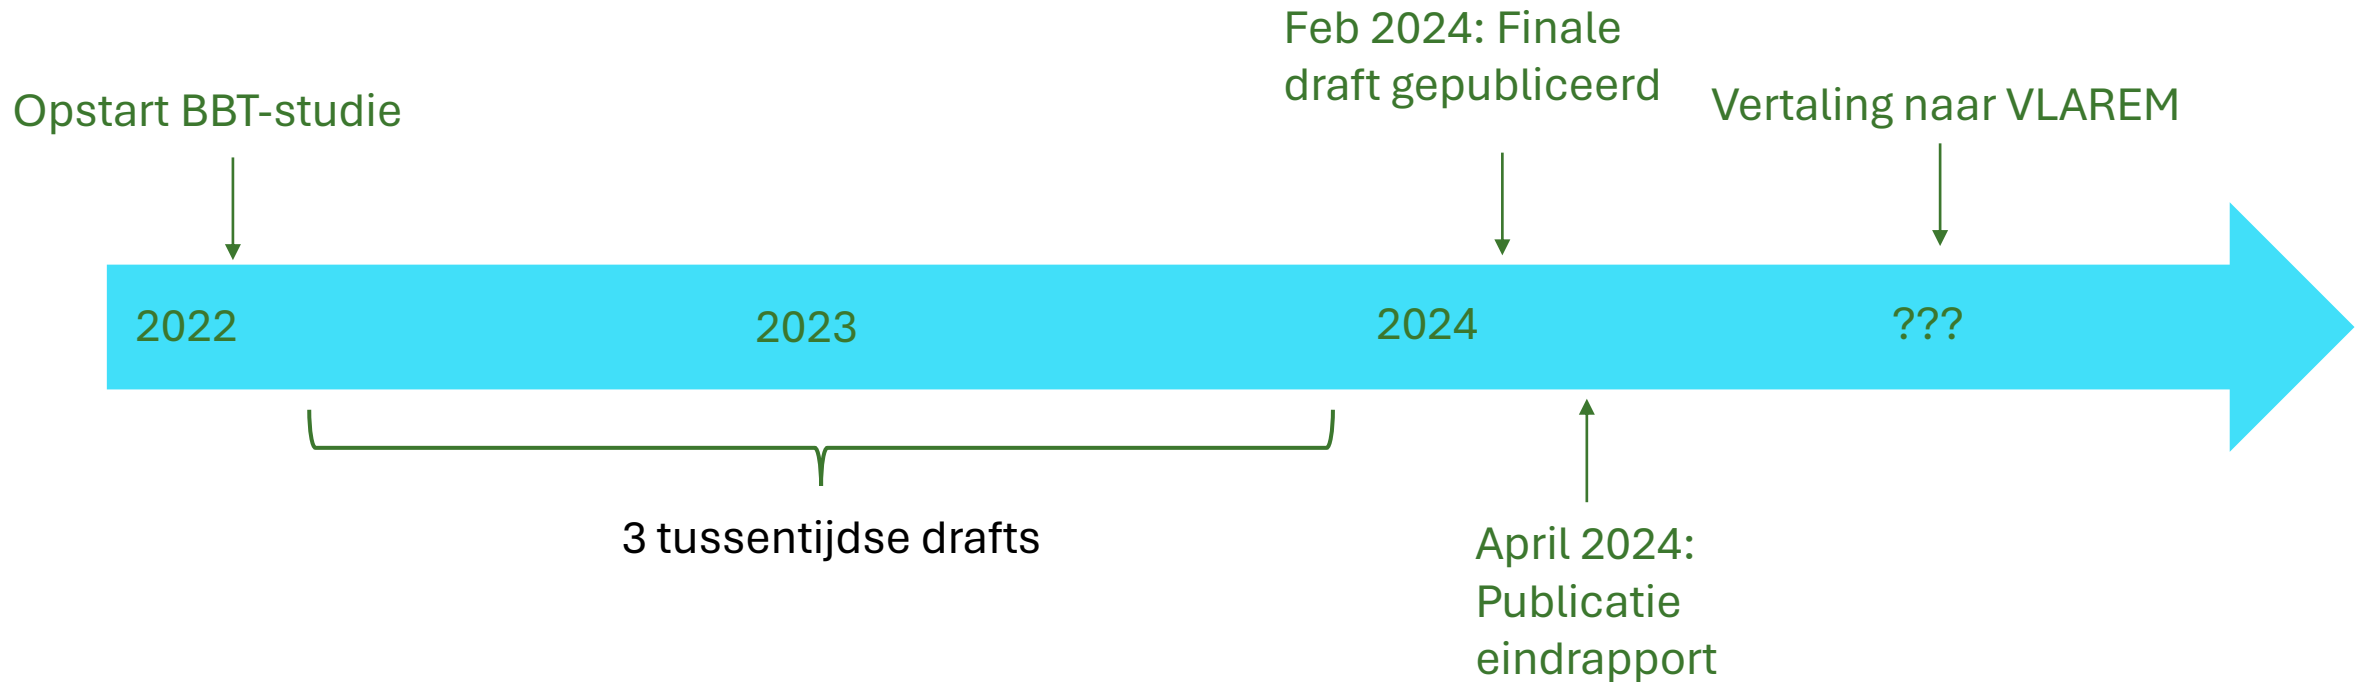 Opstart BBT-studie
Feb 2024: Finale
draft gepubliceerd
Vertaling naar VLAREM
2022
2023
2024
???
3 tussentijdse drafts
April 2024:
Publicatie
eindrapport